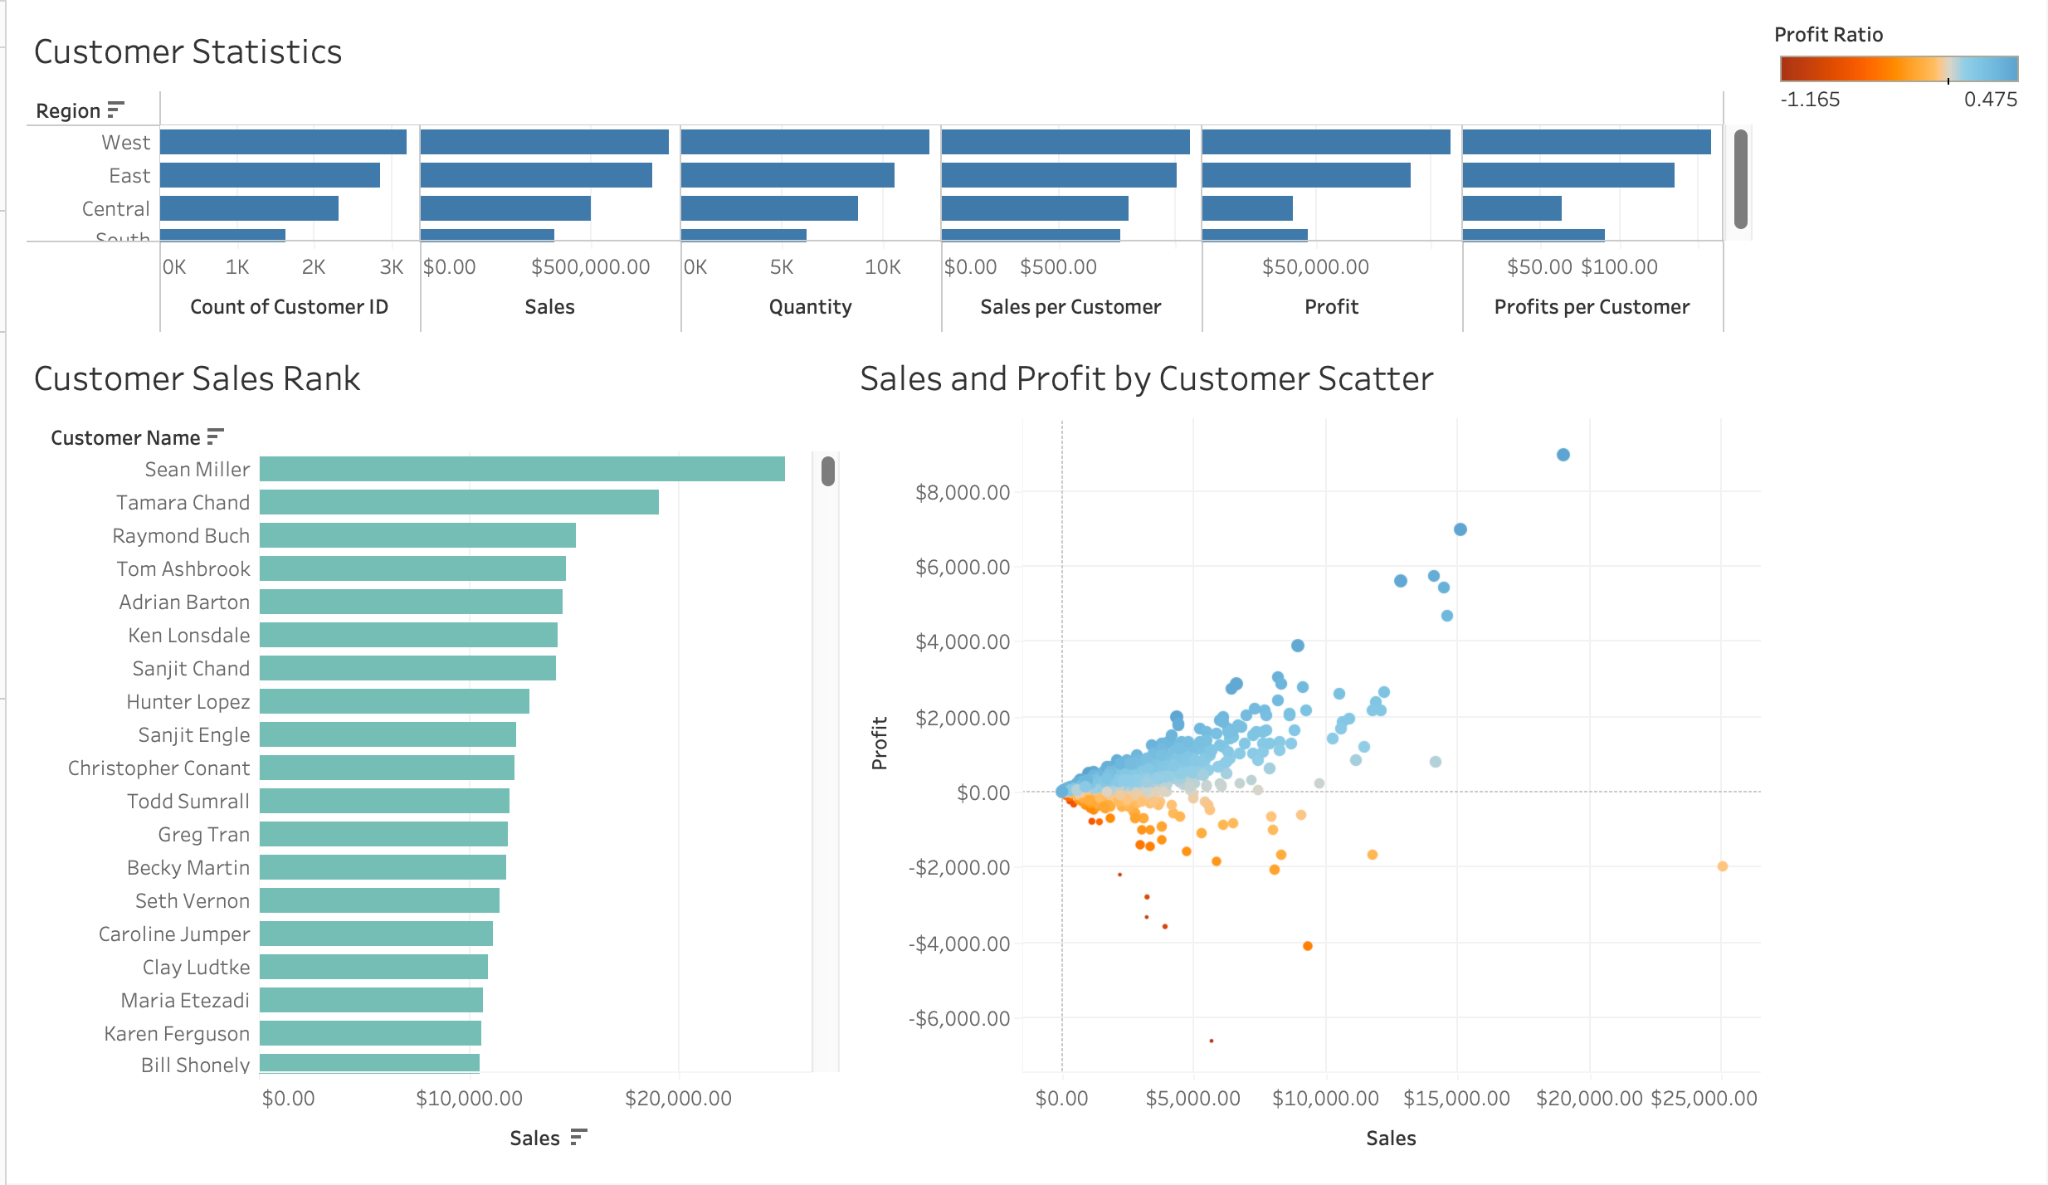 Customer Statistics
Profit Ratio
-1.165 0.475
Region
West
East
Central
South
0K 1K 2K 3K $0.00 $500,000.00 0K 5K 10K $0.00 $500.00 $50,000.00 $50.00 $100.00
Count of Customer ID Sales Quantity Sales per Customer Profit Profits per Customer
Customer Sales Rank
Customer Name
Sean Miller
Tamara Chand
Raymond Buch
Tom Ashbrook
Adrian Barton
Ken Lonsdale
Sanjit Chand
Hunter Lopez
Sanjit Engle
Christopher Conant
Todd Sumrall
Greg Tran
Becky Martin
Seth Vernon
Caroline Jumper
Clay Ludtke
Maria Etezadi
Karen Ferguson
Bill Shonely
$0.00 $10,000.00 $20,000.00
Sales
Sales and Profit by Customer Scatter
Profit
$8,000.00
$6,000.00
$4,000.00
$2,000.00
$0.00
-$2,000.00
-$4,000.00
-$6,000.00
$0.00 $5,000.00 $10,000.00 $15,000.00 $20,000.00 $25,000.00
Sales